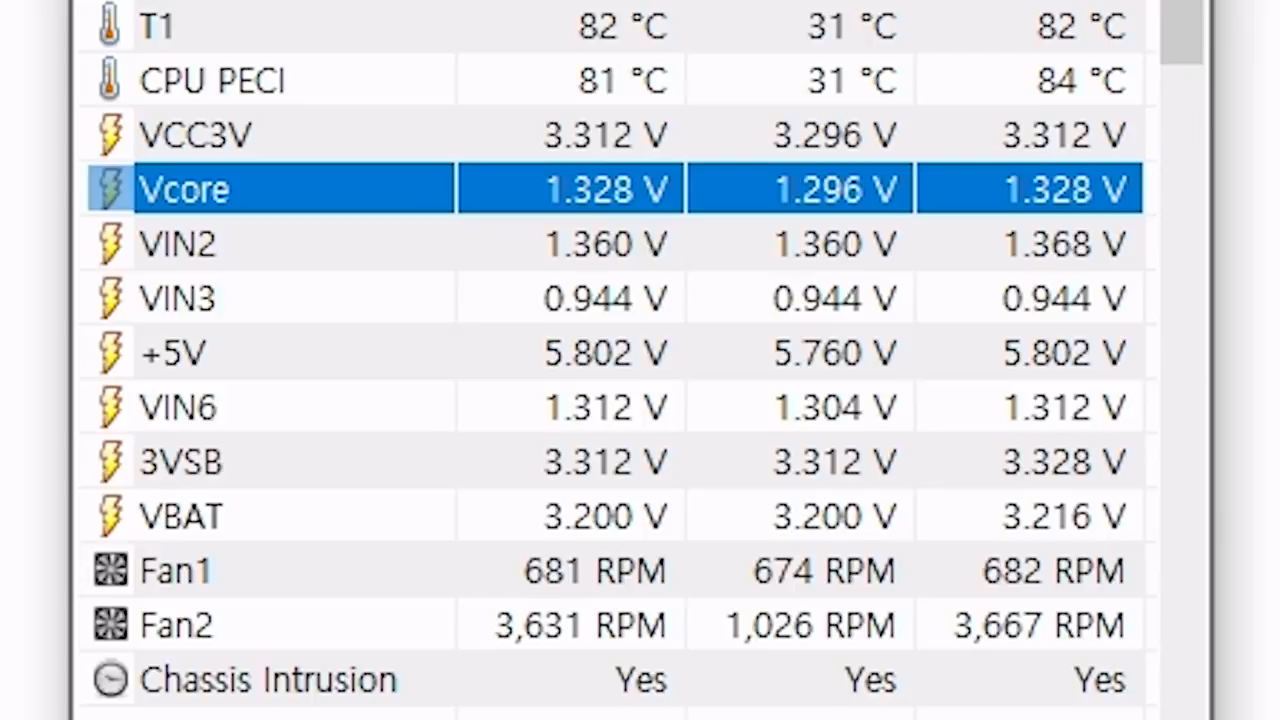 T1 82 °C 31 °C 82 °C
CPU PECI 81 °C 31 °C 84 °C
VCC3V 3.312 V 3.296 V 3.312 V
Vcore 1.328 V 1.296 V 1.328 V
VIN2 1.360 V 1.360 V 1.368 V
VIN3 0.944 V 0.944 V 0.944 V
+5V 5.802 V 5.760 V 5.802 V
VIN6 1.312 V 1.304 V 1.312 V
3VSB 3.312 V 3.312 V 3.328 V
VBAT 3.200 V 3.200 V 3.216 V
Fan1 681 RPM 674 RPM 682 RPM
Fan2 3,631 RPM 1,026 RPM 3,667 RPM
Chassis Intrusion Yes Yes Yes